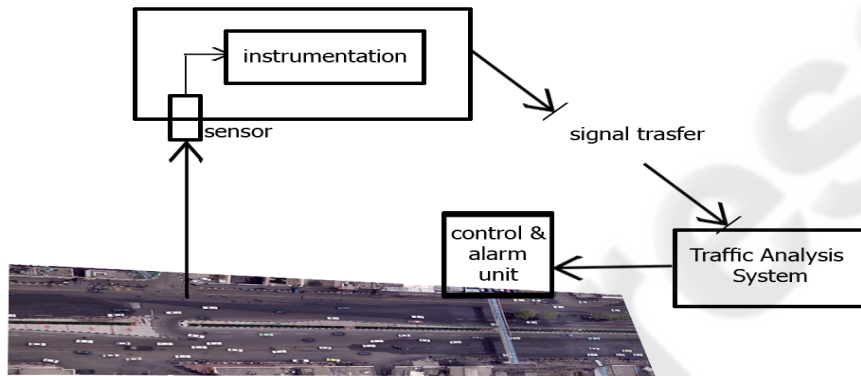 instrumentation
sensor
signal trasfer
control &
alarm
unit
Traffic Analysis
System